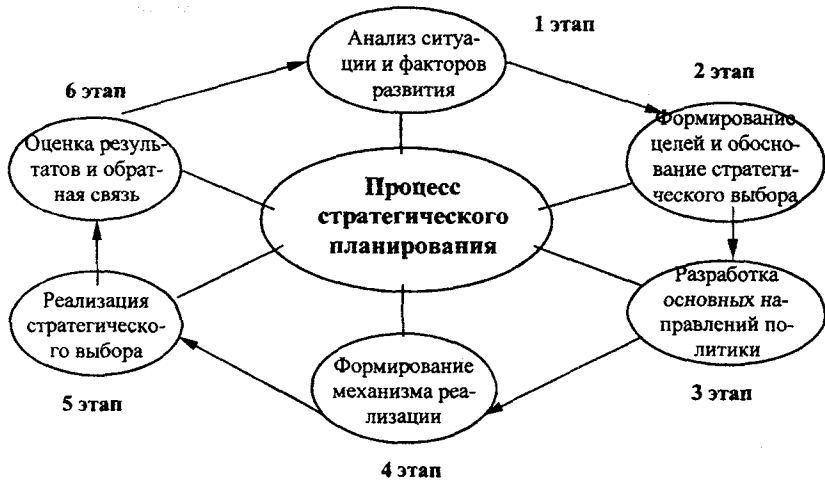 1 этап
Анализ ситуа-
ции и факторов
развития
2 этап
Формирование
целей и обосно-
вание стратеги-
ческого выбора
6 этап
Оценка резуль-
татов и обрат-
ная связь
Процесс
стратегического
планирования
Разработка
основных на-
правлений по-
литики
3 этап
Реализация
стратегическо-
го выбора
5 этап
Формирование
механизма реа-
лизации
4 этап